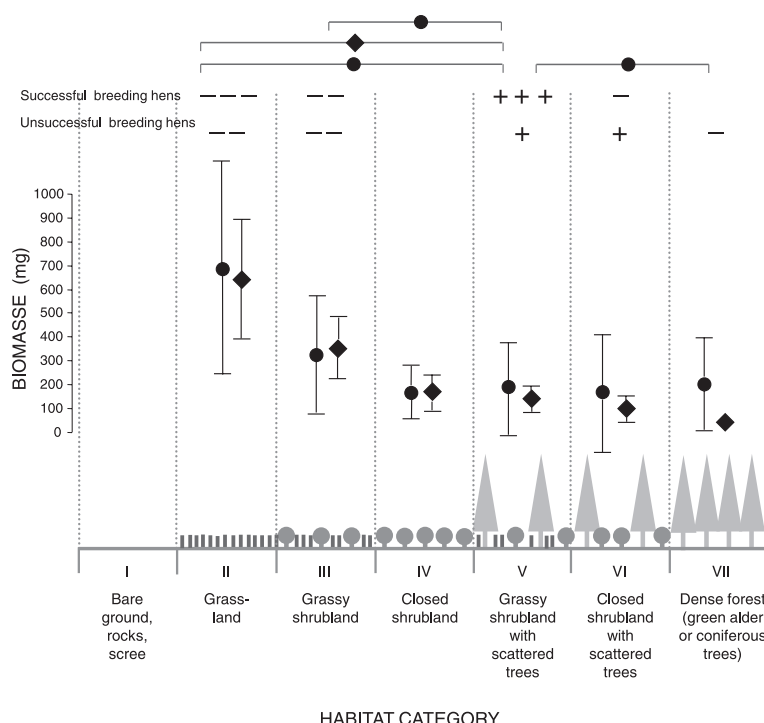 Successful breeding hens
— — —
— —
+ + +
—
Unsuccessful breeding hens
— —
— —
+
+
—
BIOMASSE (mg)
1000
900
800
700
600
500
400
300
200
100
0
I
II
III
IV
V
VI
VII
Bare
ground,
rocks,
scree
Grass-
land
Grassy
shrubland
Closed
shrubland
Grassy
shrubland
with
scattered
trees
Closed
shrubland
with
scattered
trees
Dense forest
(green alder
or coniferous
trees)
HABITAT CATEGORY